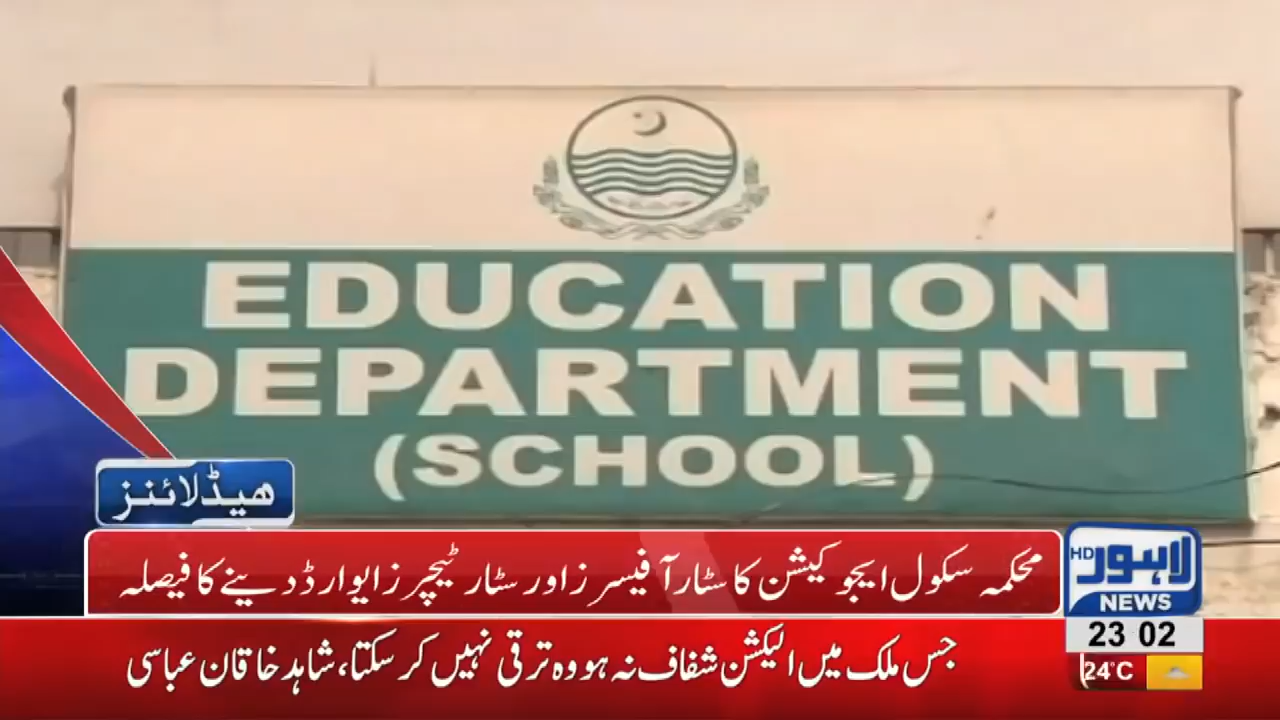 EDUCATION
DEPARTMENT
(SCHOOL)
ھیڈلائنز
محکمہ سکول ایجوکیشن کا سٹار آفیسرز اور سٹار ٹیچرز ایوارڈ دینے کا فیصلہ
جس ملک میں الیکشن شفاف نہ ہو وہ ترقی نہیں کر سکتا، شاہد خاقان عباسی
HD لاہور
NEWS
23 02
24°C